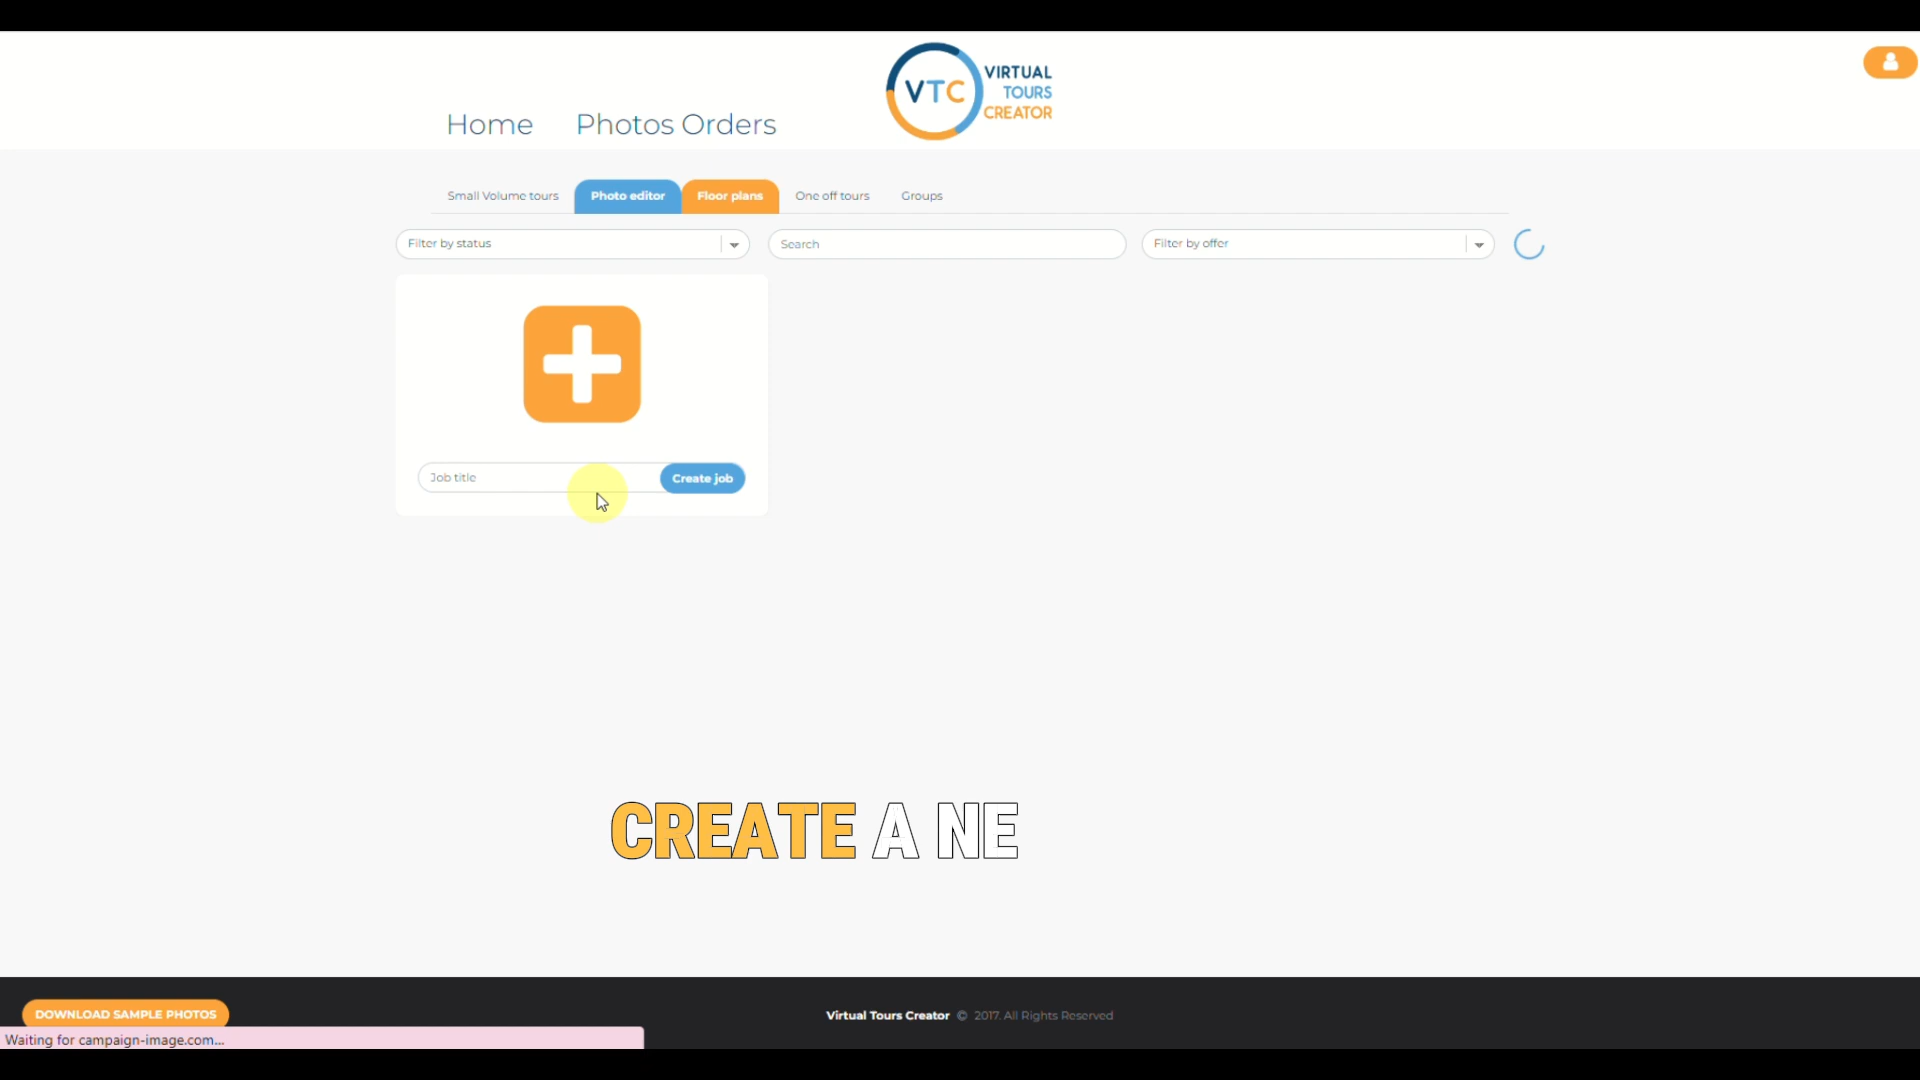 VTC
VIRTUAL
TOURS
CREATOR
Home Photos Orders
Small Volume tours Photo editor Floor plans One off tours Groups
Filter by status Search Filter by offer
Job title Create job
CREATE A NE
DOWNLOAD SAMPLE PHOTOS
Virtual Tours Creator © 2017. All Rights Reserved
Waiting for campaign-image.com...